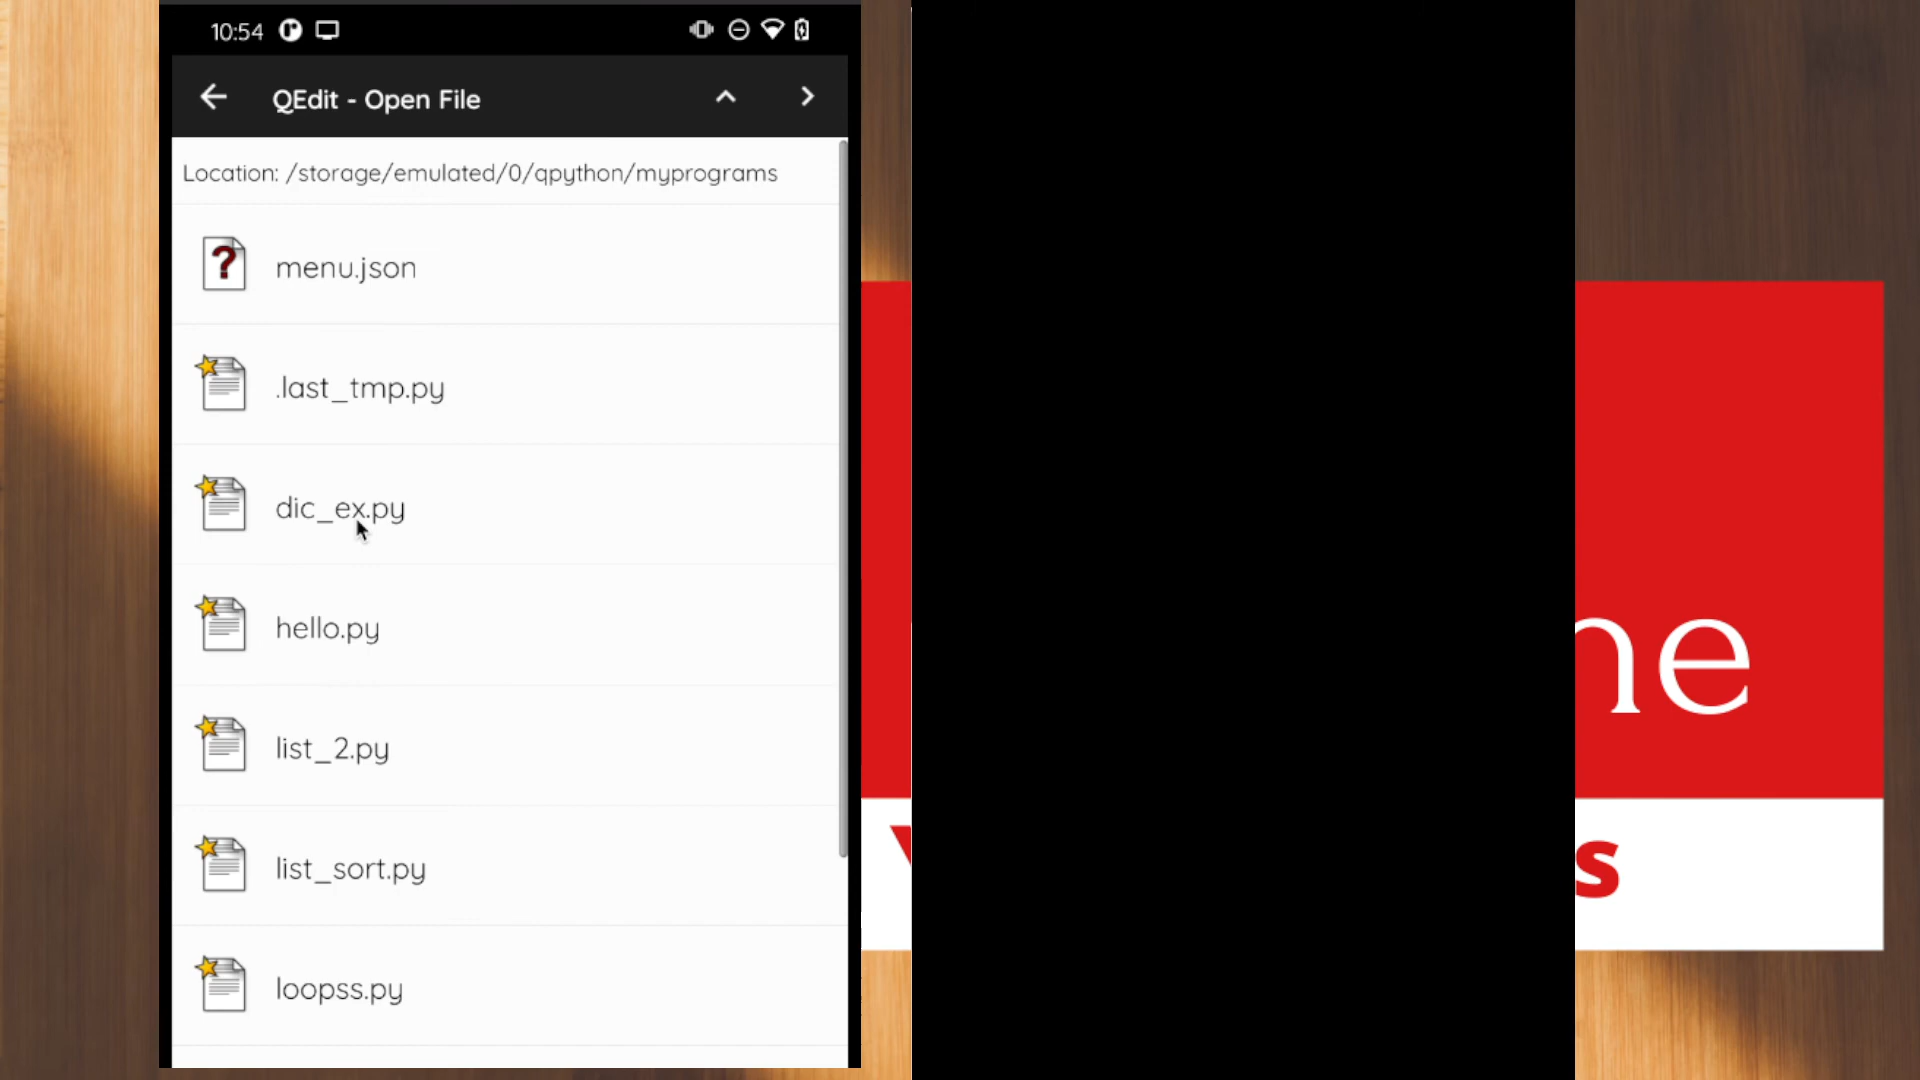 10:54
QEdit - Open File
Location: /storage/emulated/0/qpython/myprograms
menu.json
.last_tmp.py
dic_ex.py
hello.py
list_2.py
list_sort.py
loopss.py